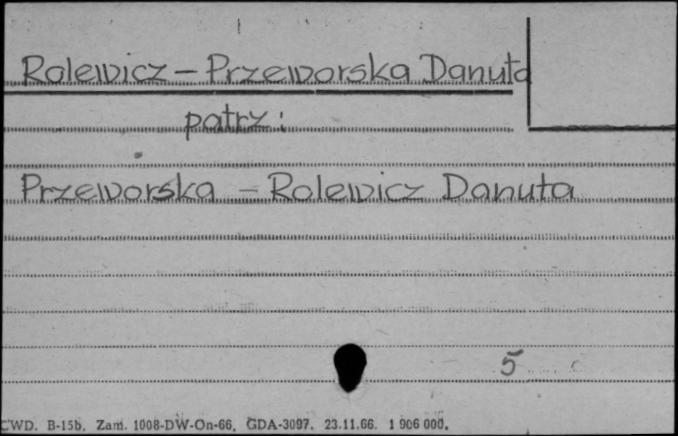 Rolewicz – Przeworska Danuta
patrz:
Przeworska – Rolewicz Danuta
5
CWD. B-15b. Zam. 1008-DW-On-66. GDA-3097. 23.11.66. 1 906 000.